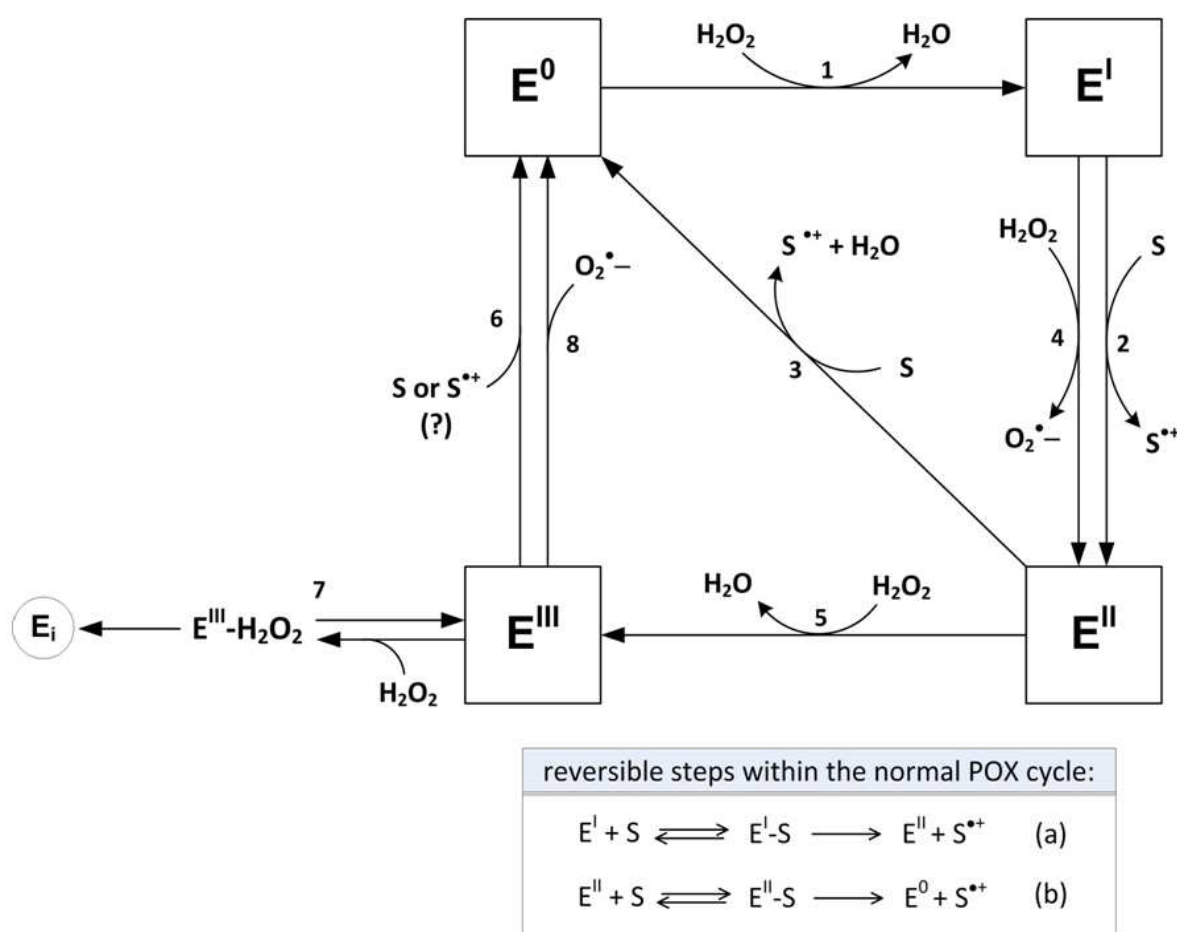 H₂O₂
H₂O
E⁰
1
Eᴵ
S•+ + H₂O
H₂O₂
S
O₂•–
6
8
4
2
3
S
S or S•+
(?)
O₂•–
S•+
7
H₂O
H₂O₂
Eᵢ
Eᴵᴵᴵ-H₂O₂
Eᴵᴵᴵ
5
Eᴵᴵ
H₂O₂
reversible steps within the normal POX cycle:
Eᴵ + S ⇌ Eᴵ-S → Eᴵᴵ + S•+ (a)
Eᴵᴵ + S ⇌ Eᴵᴵ-S → E⁰ + S•+ (b)